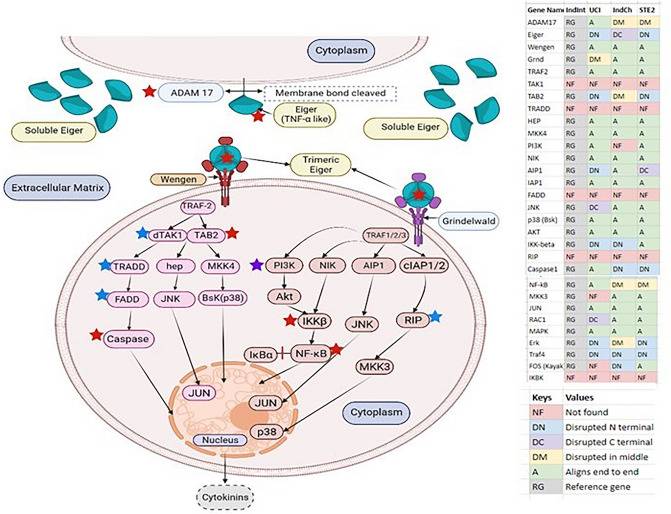 Cytoplasm
ADAM 17
Membrane bond cleaved
Eiger
(TNF-α like)
Soluble Eiger
Soluble Eiger
Extracellular Matrix
Wengen
Trimeric
Eiger
Grindelwald
TRAF-2
dTAK1 TAB2
TRAF1/2/3
TRADD hep MKK4 PI3K NIK AIP1 cIAP1/2
FADD JNK BsK(p38) Akt
IKKβ JNK RIP
Caspase IκBα NF-κB
MKK3
JUN JUN
p38
Nucleus
Cytoplasm
Cytokinins
Gene Nam IndInt UCI IndCh STE2
ADAM17 RG A DM DM
Eiger RG DN DC DN
Wengen RG A A A
Grnd RG DM A A
TRAF2 RG A A A
TAK1 NF NF NF NF
TAB2 RG DN DM DN
TRADD NF NF NF NF
HEP RG A A A
MKK4 RG A A A
PI3K RG A NF A
NIK RG A A A
AIP1 RG DN A DC
IAP1 RG A A A
FADD NF NF NF NF
JNK RG DC A A
p38 (Bsk) RG A A A
AKT RG A A A
IKK-beta RG DN DN A
RIP NF NF NF NF
Caspase1 RG A DN DN
NF-kB RG A DM DM
MKK3 RG NF A A
JUN RG A A A
RAC1 RG DC A A
MAPK RG A A A
Erk RG DN DM DN
Traf4 RG DN DN DN
FOS (Kayak RG NF DN A
IKBK NF NF NF NF
Keys Values
NF Not found
DN Disrupted N terminal
DC Disrupted C terminal
DM Disrupted in middle
A Aligns end to end
RG Reference gene